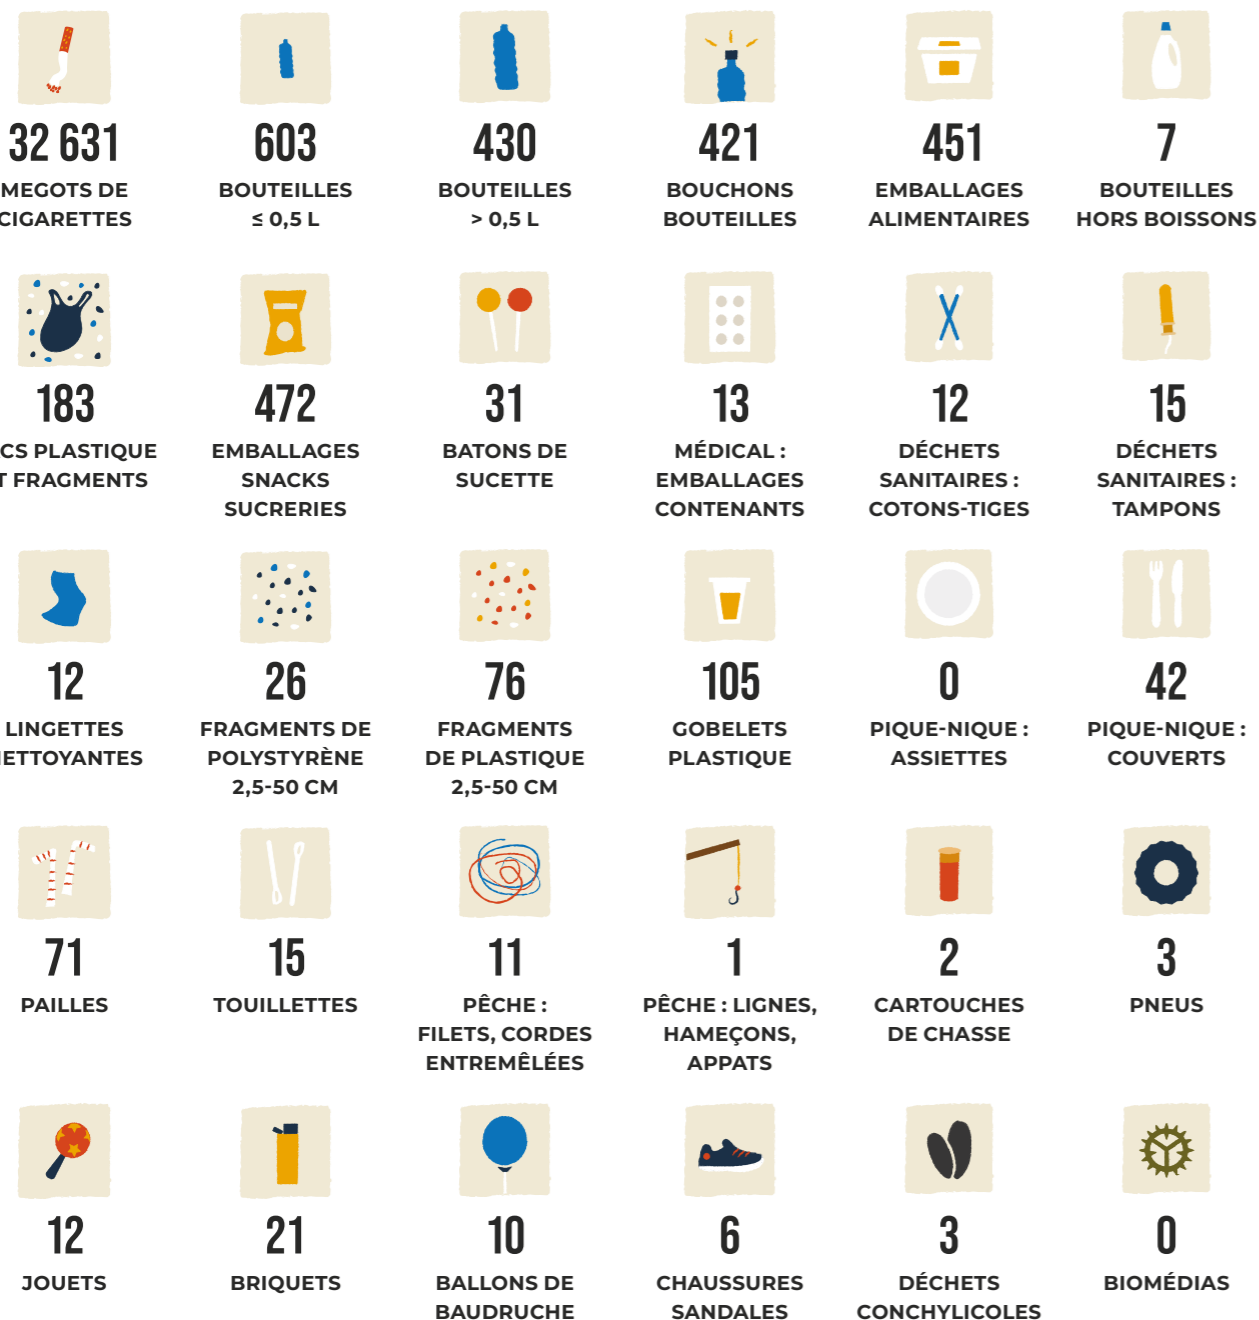 32 631
603
430
421
451
7
MEGOTS DE
CIGARETTES
BOUTEILLES
≤ 0,5 L
BOUTEILLES
> 0,5 L
BOUCHONS
BOUTEILLES
EMBALLAGES
ALIMENTAIRES
BOUTEILLES
HORS BOISSONS
183
472
31
13
12
15
CS PLASTIQUE
T FRAGMENTS
EMBALLAGES
SNACKS
SUCRERIES
BATONS DE
SUCETTE
MÉDICAL :
EMBALLAGES
CONTENANTS
DÉCHETS
SANITAIRES :
COTONS-TIGES
DÉCHETS
SANITAIRES :
TAMPONS
12
26
76
105
0
42
LINGETTES
NETTOYANTES
FRAGMENTS DE
POLYSTYRÈNE
2,5-50 CM
FRAGMENTS
DE PLASTIQUE
2,5-50 CM
GOBELETS
PLASTIQUE
PIQUE-NIQUE :
ASSIETTES
PIQUE-NIQUE :
COUVERTS
71
15
11
1
2
3
PAILLES
TOUILLETTES
PÊCHE :
FILETS, CORDES
ENTREMÊLÉES
PÊCHE : LIGNES,
HAMEÇONS,
APPATS
CARTOUCHES
DE CHASSE
PNEUS
12
21
10
6
3
0
JOUETS
BRIQUETS
BALLONS DE
BAUDRUCHE
CHAUSSURES
SANDALES
DÉCHETS
CONCHYLICOLES
BIOMÉDIAS